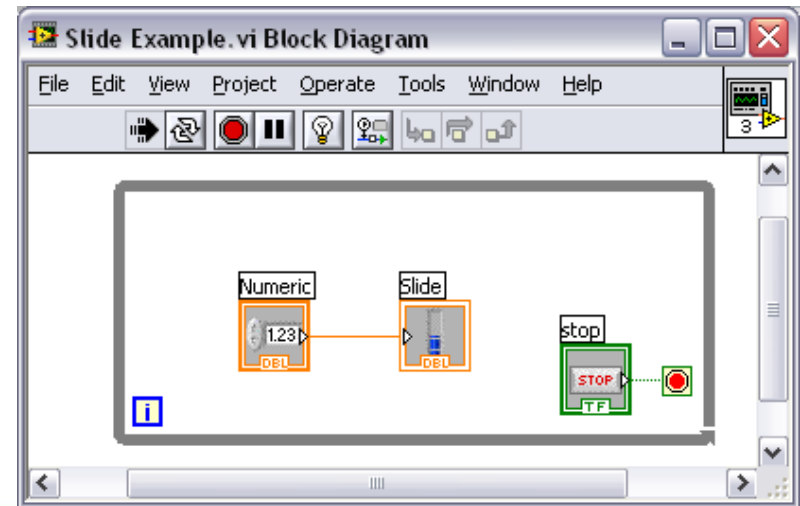 Slide Example.vi Block Diagram
File Edit View Project Operate Tools Window Help
3
Numeric
1.23
DBL
Slide
DBL
stop
STOP
TF
i